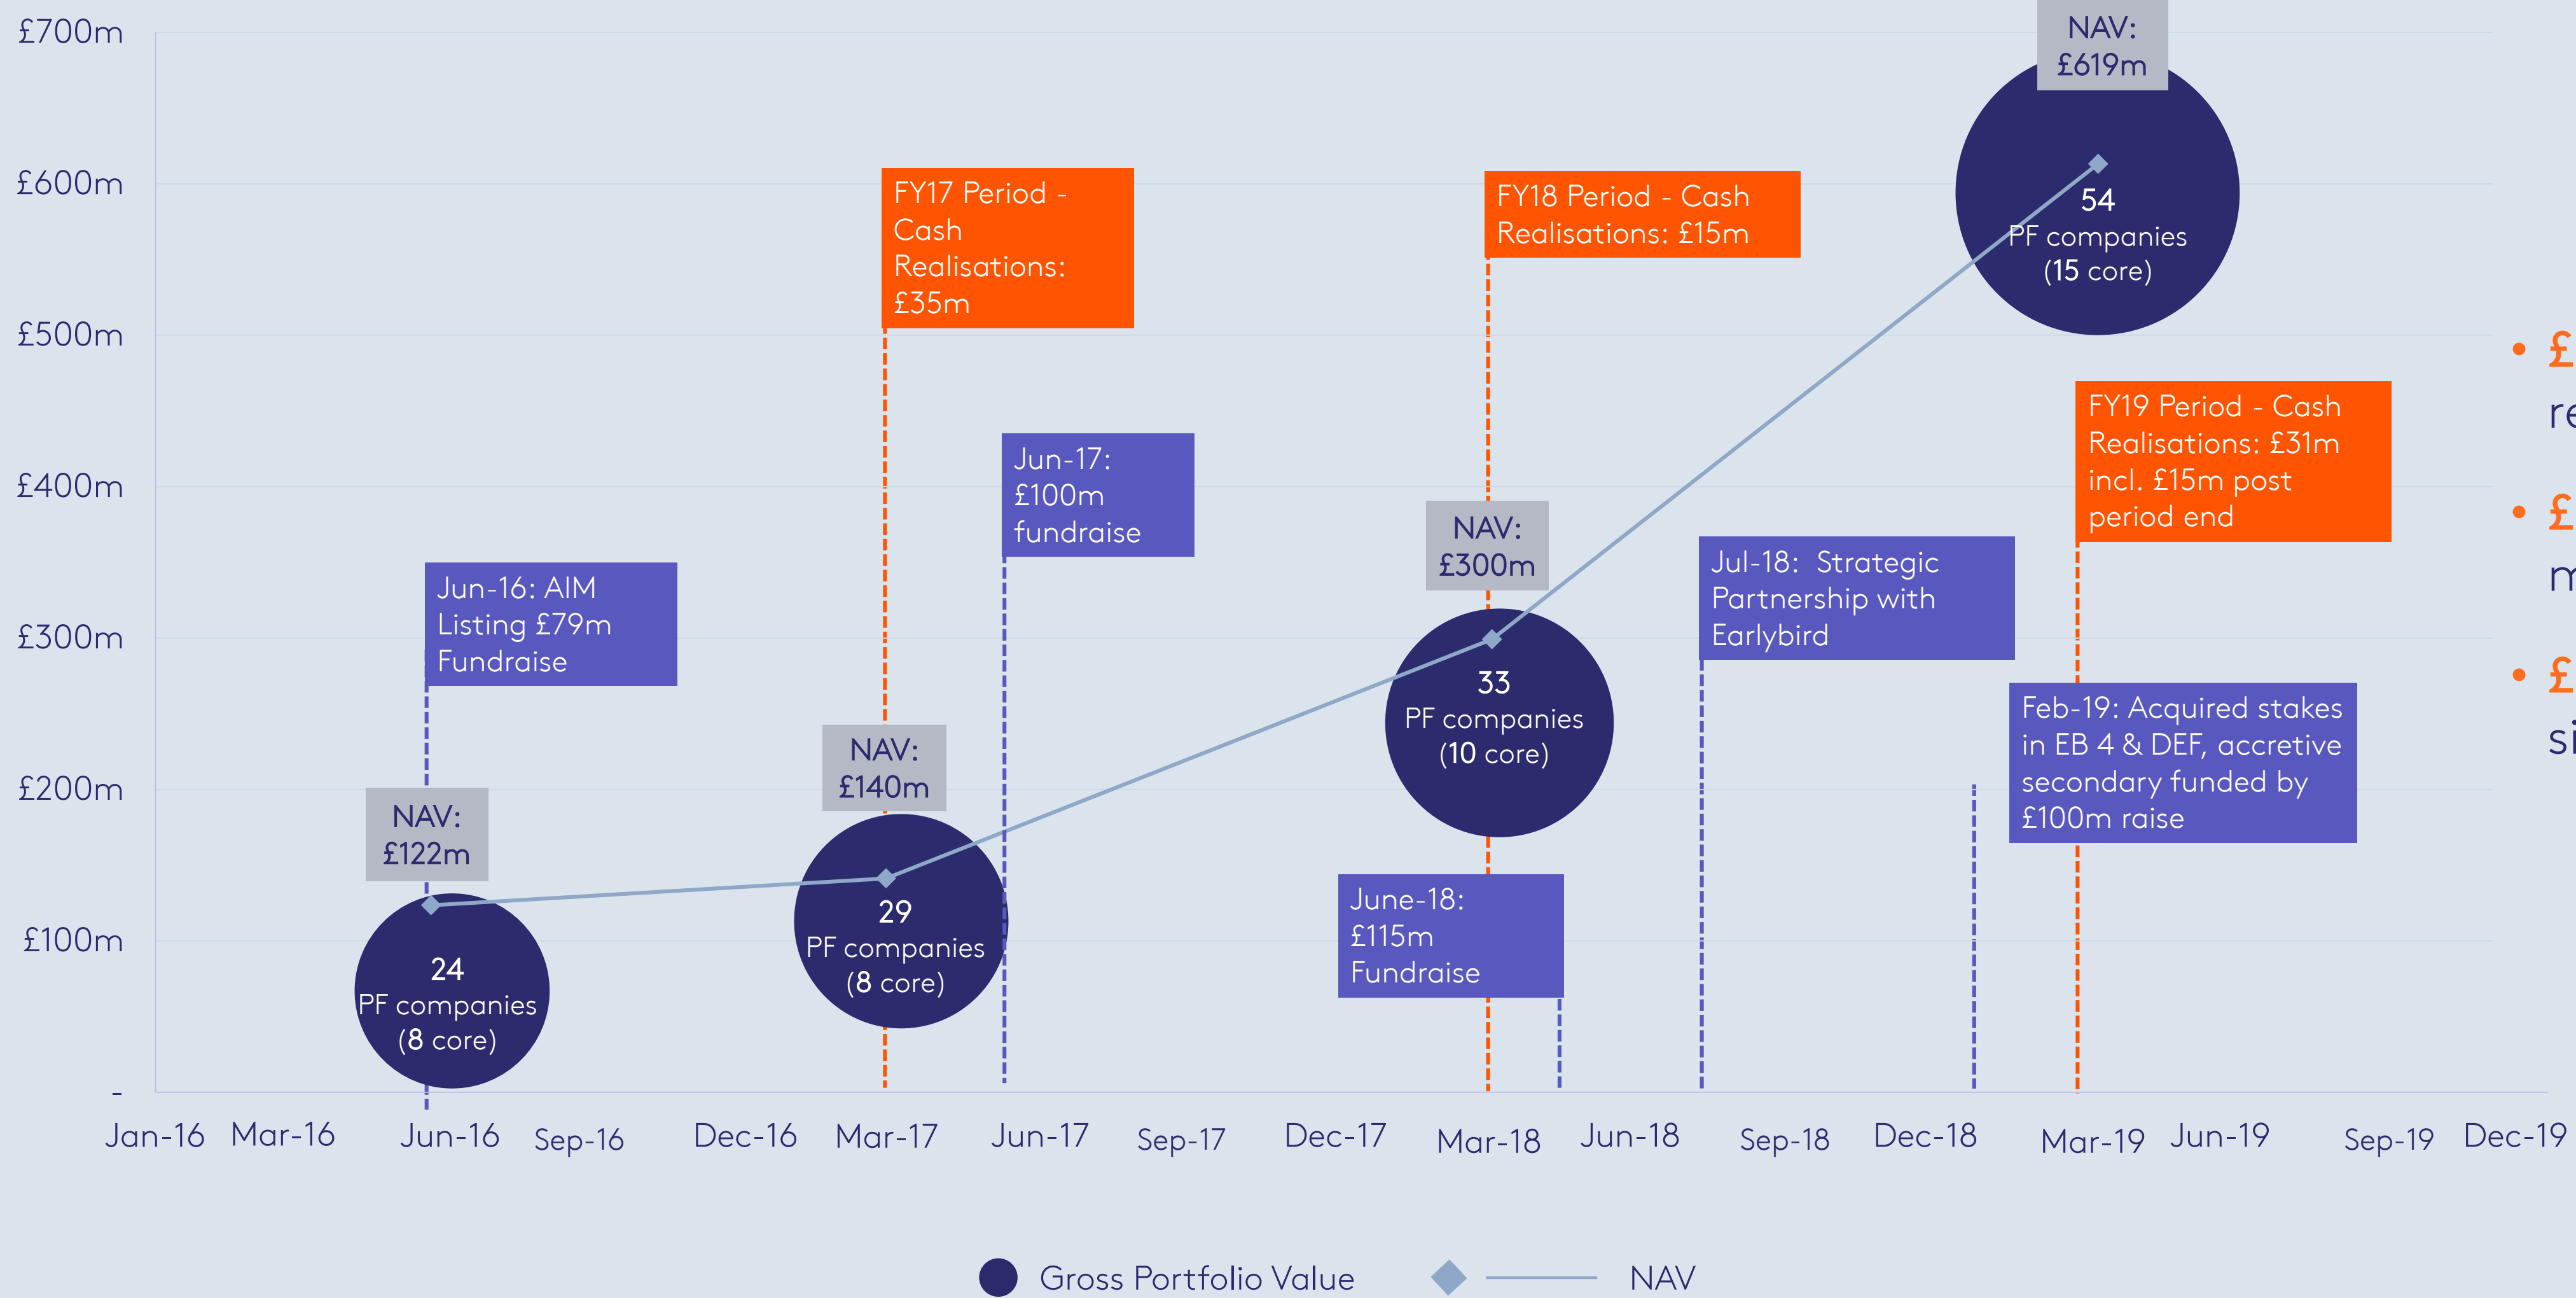 £700m
£600m
£500m
£400m
£300m
£200m
£100m
-
NAV:
£619m
54
PF companies
(15 core)
FY17 Period -
Cash
Realisations:
£35m
FY18 Period - Cash
Realisations: £15m
FY19 Period - Cash
Realisations: £31m
incl. £15m post
period end
Jun-17:
£100m
fundraise
NAV:
£300m
33
PF companies
(10 core)
Jun-16: AIM
Listing £79m
Fundraise
Jul-18: Strategic
Partnership with
Earlybird
NAV:
£140m
29
PF companies
(8 core)
Feb-19: Acquired stakes
in EB 4 & DEF, accretive
secondary funded by
£100m raise
NAV:
£122m
24
PF companies
(8 core)
June-18:
£115m
Fundraise
• £
re
• £
m
• £
si
Jan-16 Mar-16 Jun-16 Sep-16 Dec-16 Mar-17 Jun-17 Sep-17 Dec-17 Mar-18 Jun-18 Sep-18 Dec-18 Mar-19 Jun-19 Sep-19 Dec-19
Gross Portfolio Value NAV